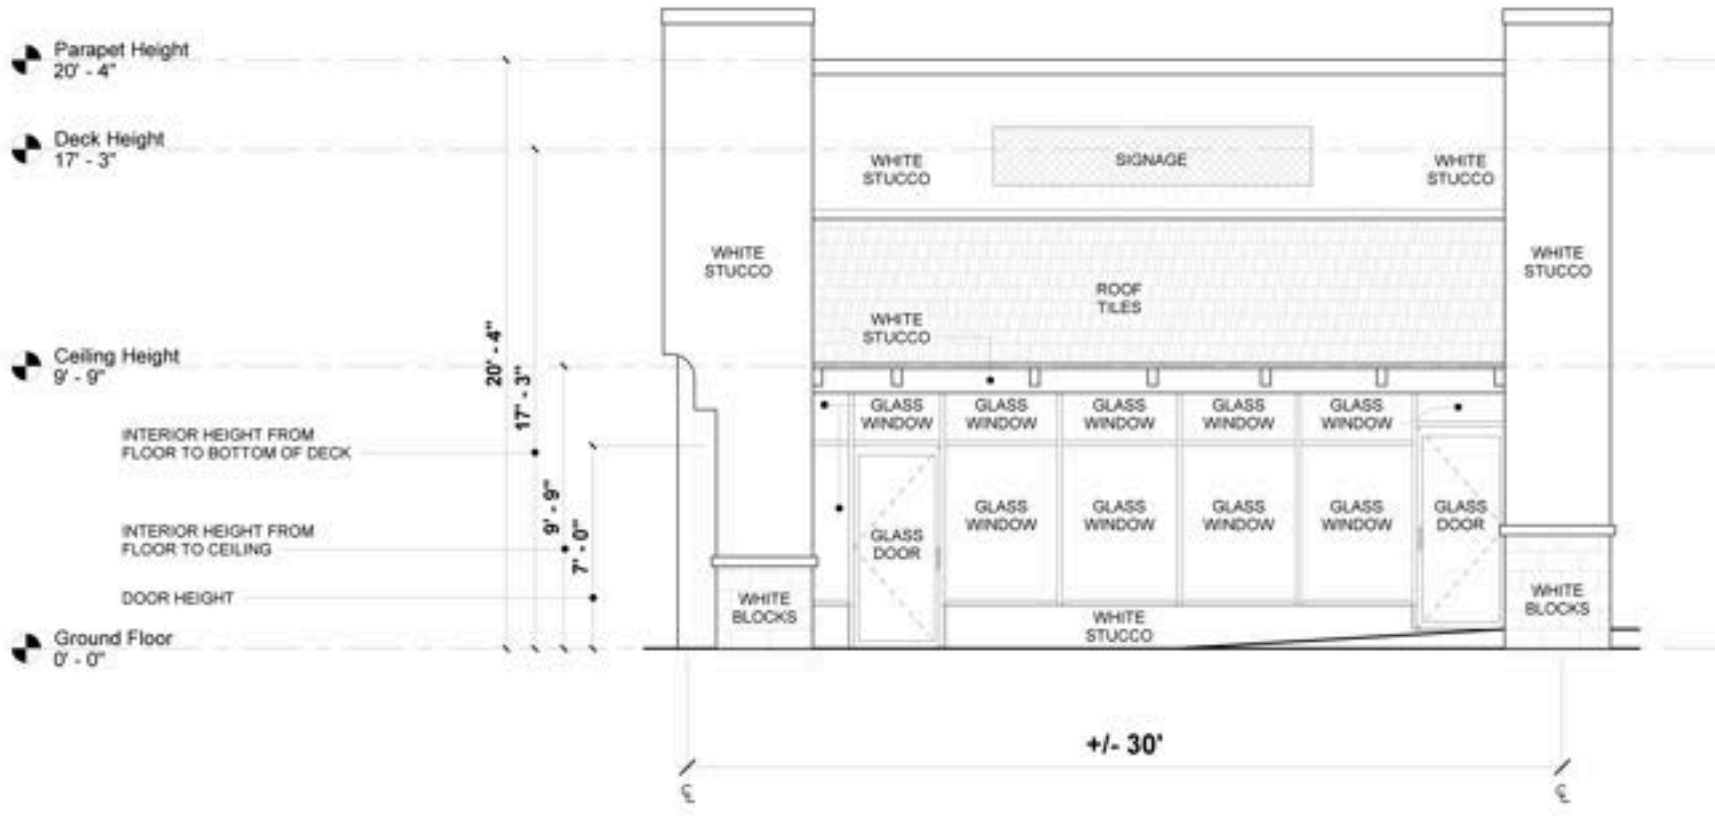 Parapet Height
20' - 4"
Deck Height
17' - 3"
WHITE
STUCCO
SIGNAGE
WHITE
STUCCO
WHITE
STUCCO
WHITE
STUCCO
ROOF
TILES
WHITE
STUCCO
Ceiling Height
9' - 9"
20' - 4"
17' - 3"
9' - 9"
7' - 0"
GLASS
WINDOW
GLASS
WINDOW
GLASS
WINDOW
GLASS
WINDOW
GLASS
WINDOW
INTERIOR HEIGHT FROM
FLOOR TO BOTTOM OF DECK
GLASS
WINDOW
GLASS
WINDOW
GLASS
WINDOW
GLASS
WINDOW
GLASS
DOOR
GLASS
DOOR
INTERIOR HEIGHT FROM
FLOOR TO CEILING
DOOR HEIGHT
WHITE
BLOCKS
WHITE
STUCCO
WHITE
BLOCKS
Ground Floor
0' - 0"
+/- 30'
℄
℄